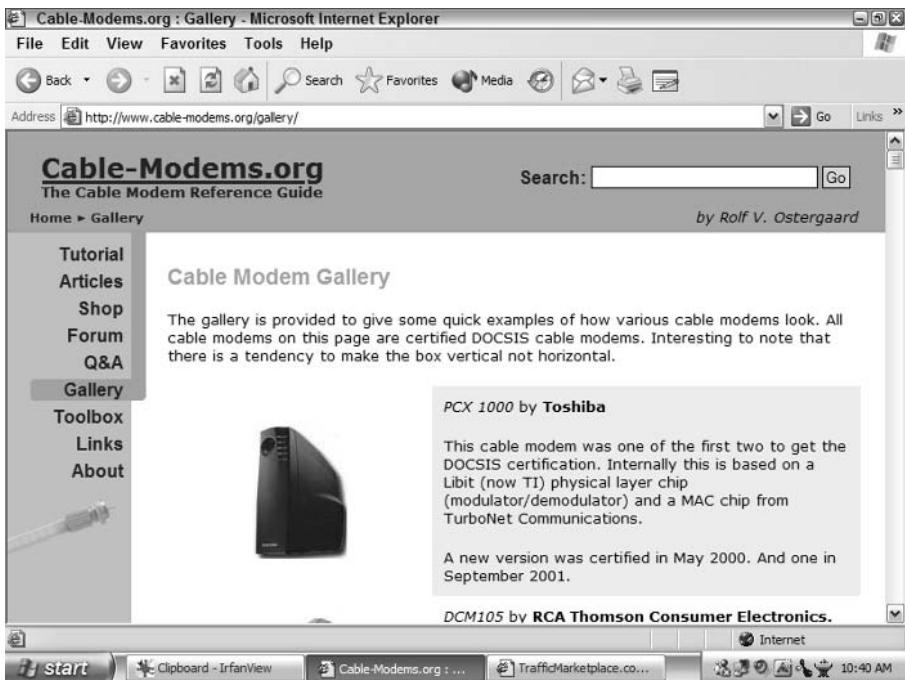 Cable-Modems.org : Gallery - Microsoft Internet Explorer
File Edit View Favorites Tools Help
Back Search Favorites Media
Address http://www.cable-modems.org/gallery/ Go Links »
Cable-Modems.org
The Cable Modem Reference Guide
Search: Go
Home ► Gallery
by Rolf V. Ostergaard
Tutorial
Articles
Shop
Forum
Q&A
Gallery
Toolbox
Links
About
Cable Modem Gallery
The gallery is provided to give some quick examples of how various cable modems look. All
cable modems on this page are certified DOCSIS cable modems. Interesting to note that
there is a tendency to make the box vertical not horizontal.
PCX 1000 by Toshiba
This cable modem was one of the first two to get the
DOCSIS certification. Internally this is based on a
Libit (now TI) physical layer chip
(modulator/demodulator) and a MAC chip from
TurboNet Communications.
A new version was certified in May 2000. And one in
September 2001.
DCM105 by RCA Thomson Consumer Electronics.
Internet
start Clipboard - IrfanView Cable-Modems.org : ... TrafficMarketplace.co... 10:40 AM